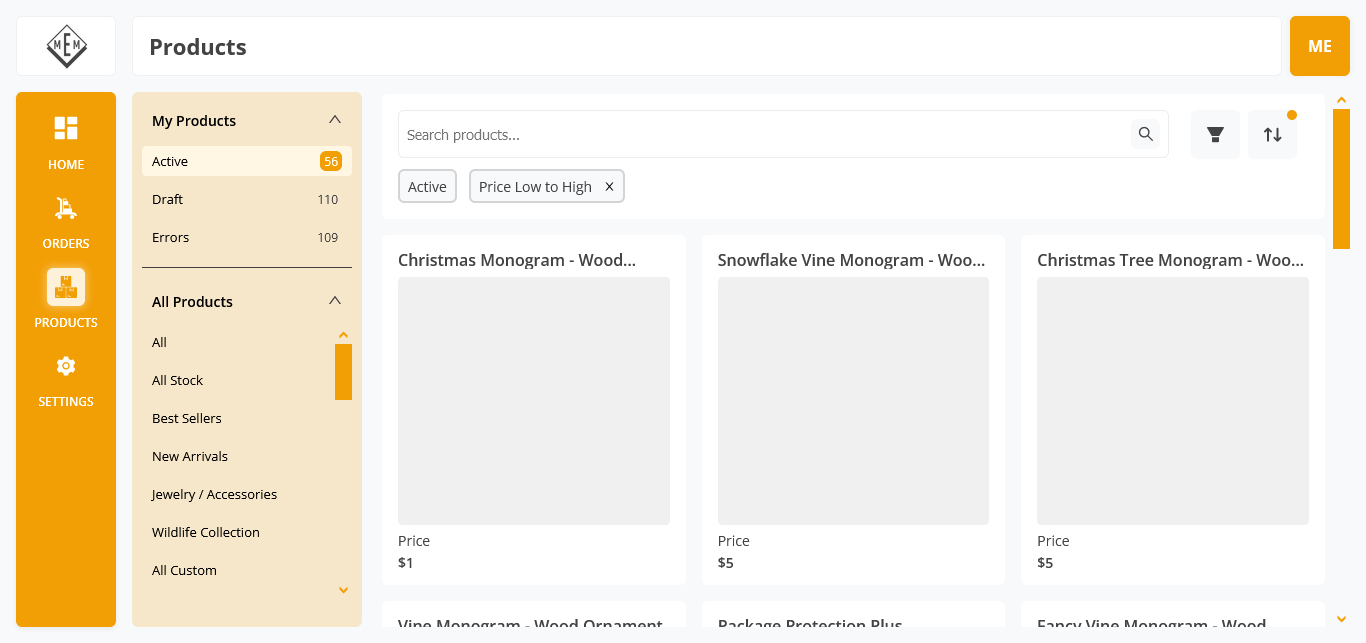 MEM
Products
ME
HOME
ORDERS
PRODUCTS
SETTINGS
My Products
Active 56
Draft 110
Errors 109
All Products
All
All Stock
Best Sellers
New Arrivals
Jewelry / Accessories
Wildlife Collection
All Custom
Search products...
Active
Price Low to High ×
Christmas Monogram - Wood...
Price
$1
Snowflake Vine Monogram - Woo...
Price
$5
Christmas Tree Monogram - Woo...
Price
$5
Vine Monogram - Wood Ornament
Package Protection Plus
Fancy Vine Monogram - Wood